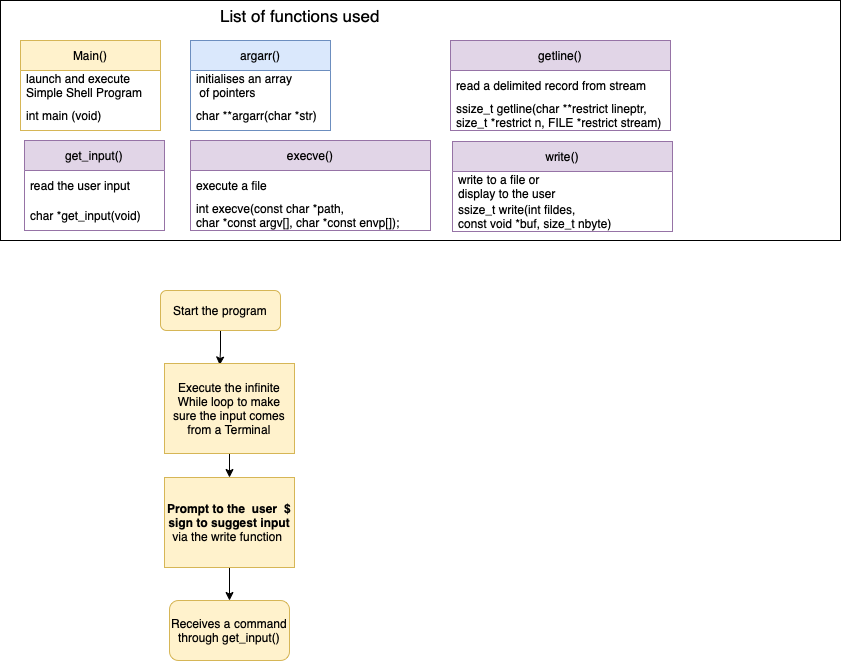 List of functions used
Main()
launch and execute
Simple Shell Program
int main (void)
argarr()
initialises an array
of pointers
char **argarr(char *str)
getline()
read a delimited record from stream
ssize_t getline(char **restrict lineptr,
size_t *restrict n, FILE *restrict stream)
get_input()
read the user input
char *get_input(void)
execve()
execute a file
int execve(const char *path,
char *const argv[], char *const envp[]);
write()
write to a file or
display to the user
ssize_t write(int fildes,
const void *buf, size_t nbyte)
Start the program
Execute the infinite
While loop to make
sure the input comes
from a Terminal
Prompt to the user $
sign to suggest input
via the write function
Receives a command
through get_input()